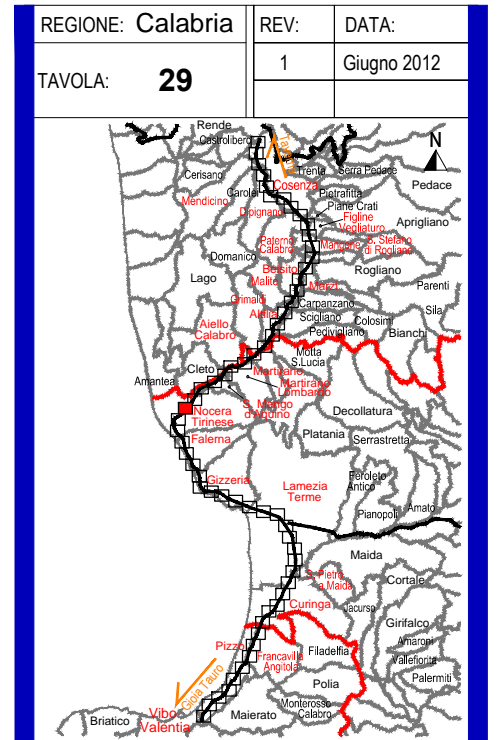 REGIONE: Calabria
REV:
DATA:
TAVOLA: 29
1
Giugno 2012
Rende
Castrolibero
N
Trenta
Serra Pedace
Cerisano
Cosenza
Pedace
Carolei
Pietrafitta
Mendicino
Piane Crati
Dipignano
Figline
Vegliaturo
Aprigliano
Paterno
Calabro
Mangone
S. Stefano
di Rogliano
Domanico
Belsito
Rogliano
Lago
Malito
Marzi
Parenti
Grimaldi
Carpanzano
Altilia
Scigliano
Colosimi
Sila
Aiello
Calabro
Pedivigliano
Bianchi
Motta
S.Lucia
Cleto
Martirano
Amantea
Martirano
Lombardo
S. Mango
d'Aquino
Nocera
Tirinese
Decollatura
Falerna
Platania
Serrastretta
Gizzeria
Lamezia
Terme
Feroleto
Antico
Pianopoli
Amato
Maida
S. Pietro
a Maida
Cortale
Curinga
Jacurso
Girifalco
Pizzo
Filadelfia
Amaroni
Francavilla
Angitola
Vallefiorita
Gioia Tauro
Polia
Palermiti
Monterosso
Calabro
Vibo
Valentia
Briatico
Maierato